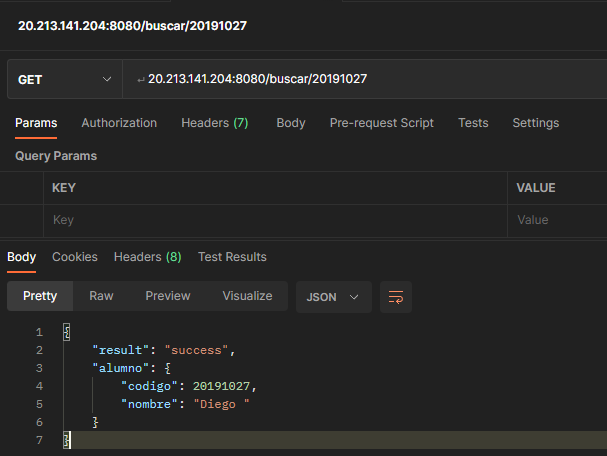 20.213.141.204:8080/buscar/20191027
GET ↵ 20.213.141.204:8080/buscar/20191027
Params Authorization Headers (7) Body Pre-request Script Tests Settings
Query Params
KEY VALUE
Key Value
Body Cookies Headers (8) Test Results
Pretty Raw Preview Visualize JSON
1 {
2 "result": "success",
3 "alumno": {
4 "codigo": 20191027,
5 "nombre": "Diego "
6 }
7 }